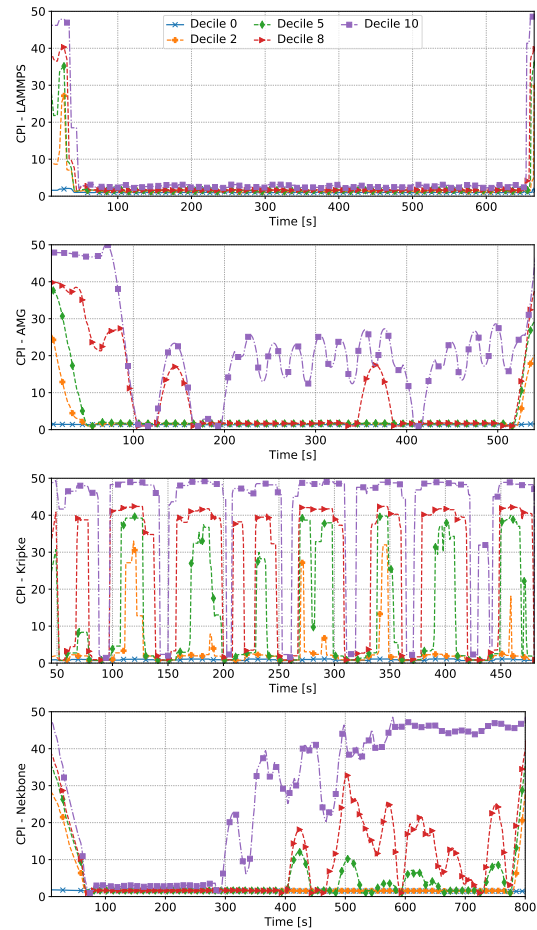 Decile 0 Decile 5 Decile 10
Decile 2 Decile 8
CPI - LAMMPS
50
40
30
20
10
0
100 200 300 400 500 600
Time [s]
CPI - AMG
50
40
30
20
10
0
100 200 300 400 500
Time [s]
CPI - Kripke
50
40
30
20
10
0
50 100 150 200 250 300 350 400 450
Time [s]
CPI - Nekbone
50
40
30
20
10
0
100 200 300 400 500 600 700 800
Time [s]